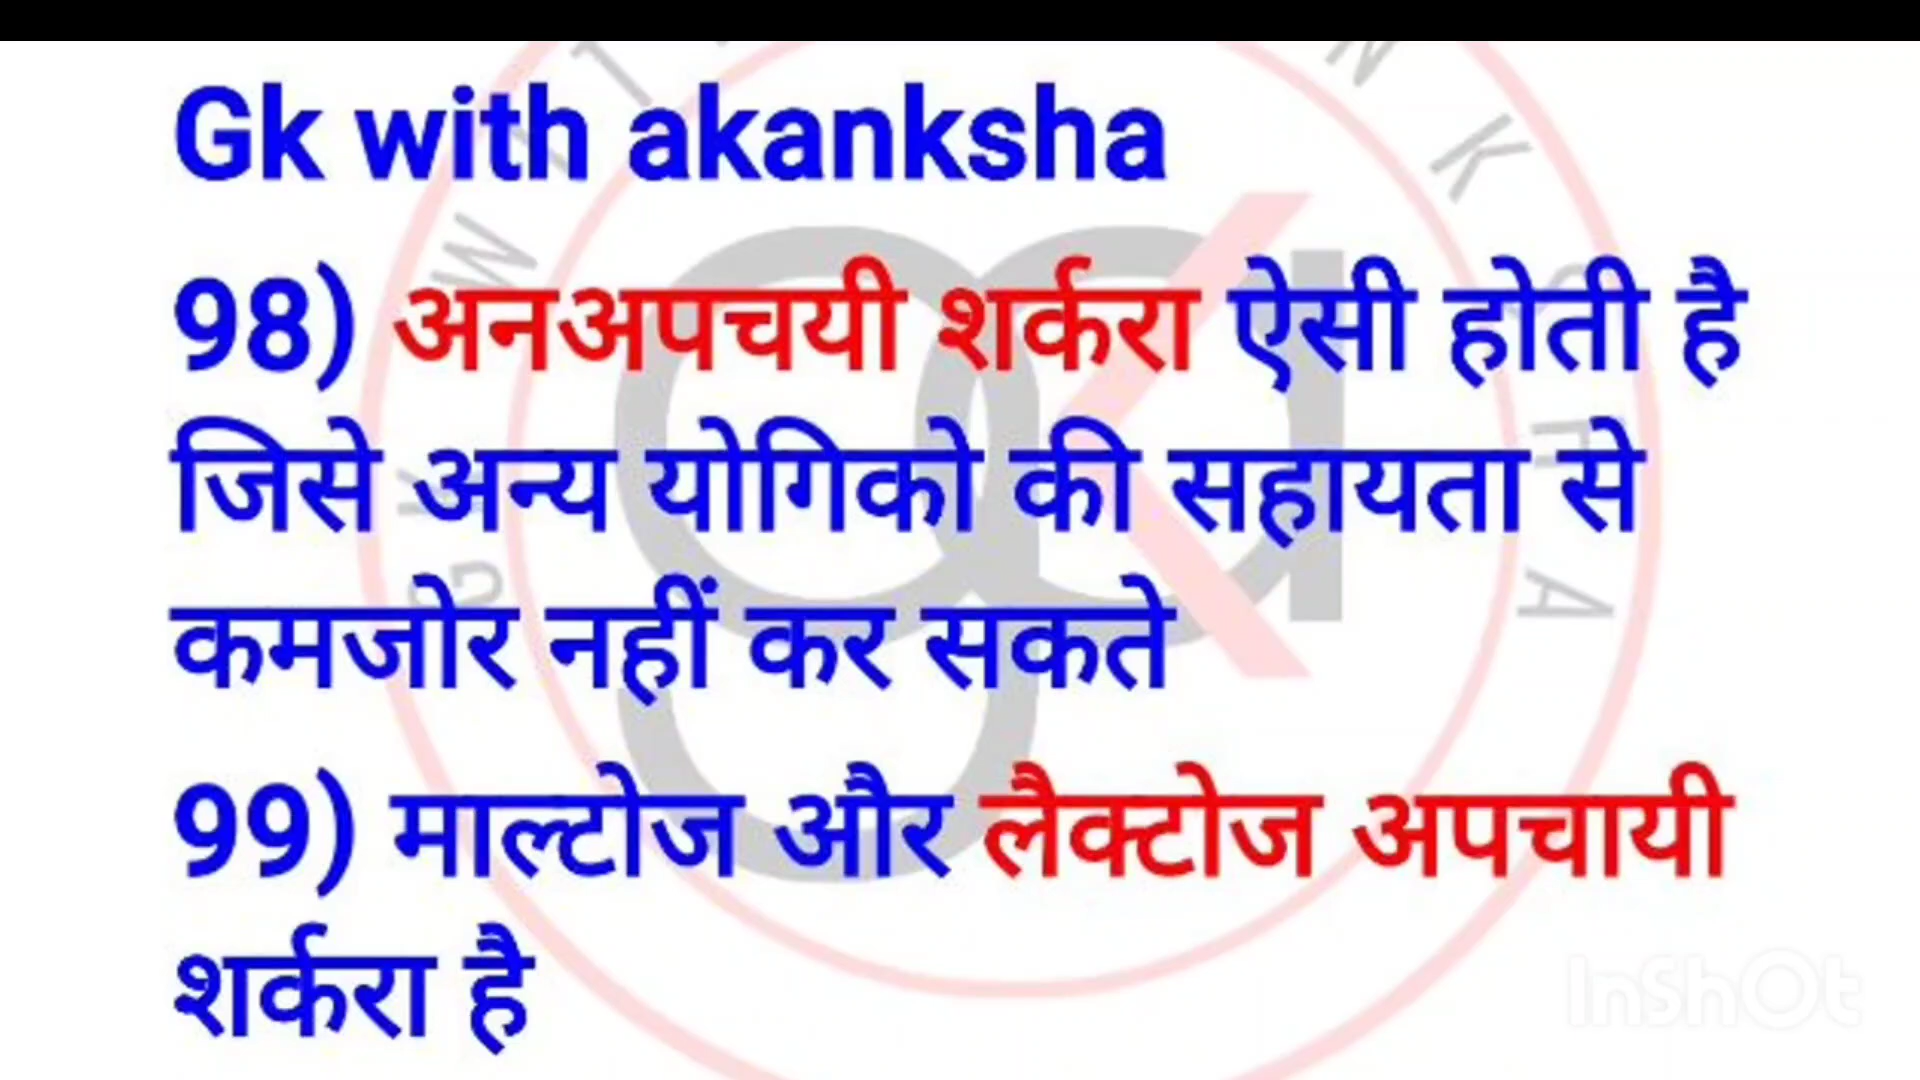 Gk with akanksha
98) अनअपचयी शर्करा ऐसी होती है
जिसे अन्य योगिको की सहायता से
कमजोर नहीं कर सकते
99) माल्टोज और लैक्टोज अपचायी
शर्करा है
InShOt